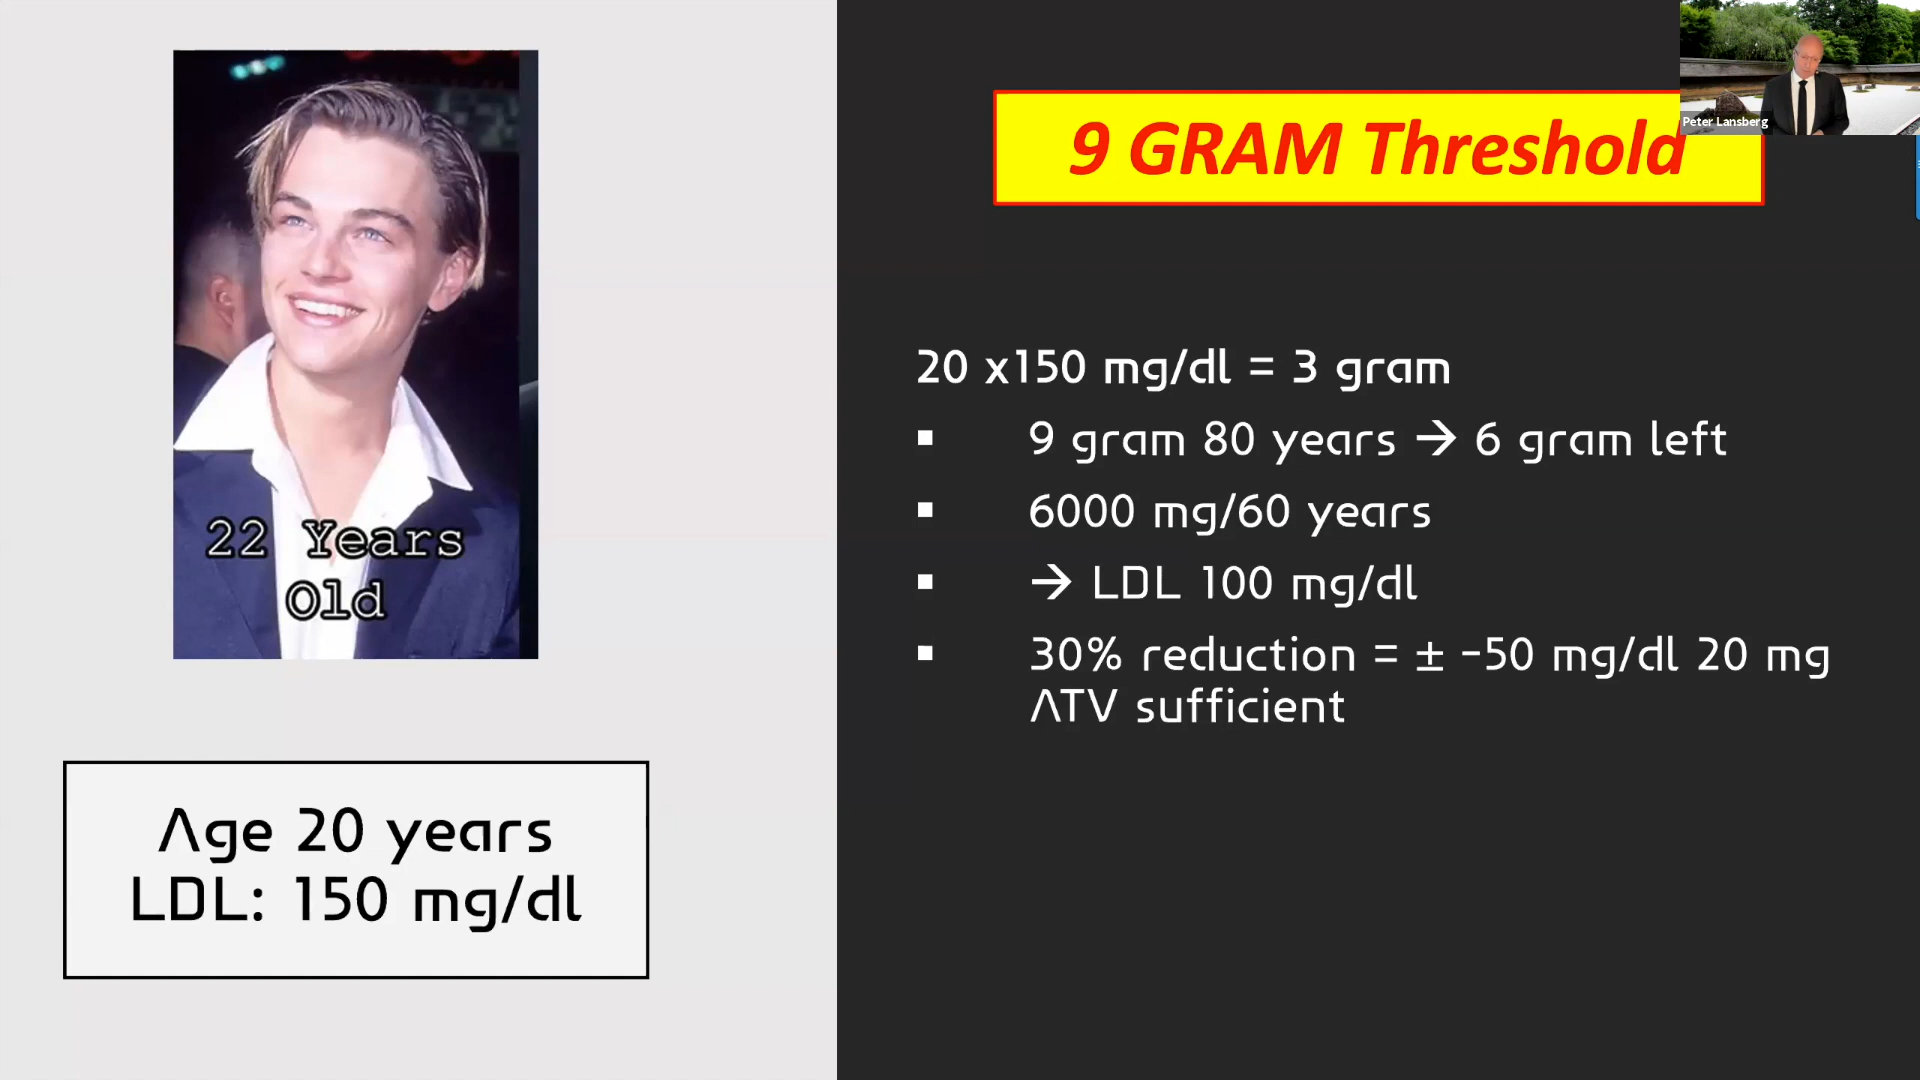 22 Years
Old
Age 20 years
LDL: 150 mg/dl
9 GRAM Threshold
Peter Lansberg
20 x150 mg/dl = 3 gram
▪ 9 gram 80 years → 6 gram left
▪ 6000 mg/60 years
▪ → LDL 100 mg/dl
▪ 30% reduction = ± -50 mg/dl 20 mg
ATV sufficient